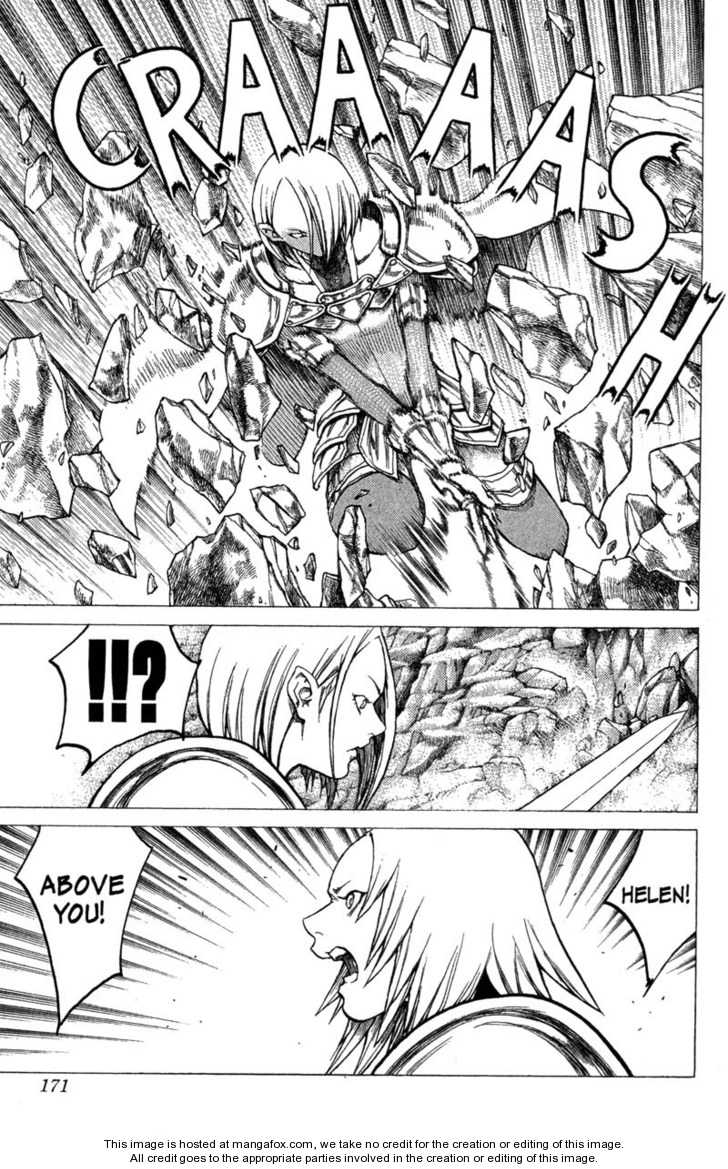 CRAAAASH
!!?
HELEN!
ABOVE
YOU!
171
This image is hosted at mangafox.com, we take no credit for the creation or editing of this image.
All credit goes to the appropriate parties involved in the creation or editing of this image.